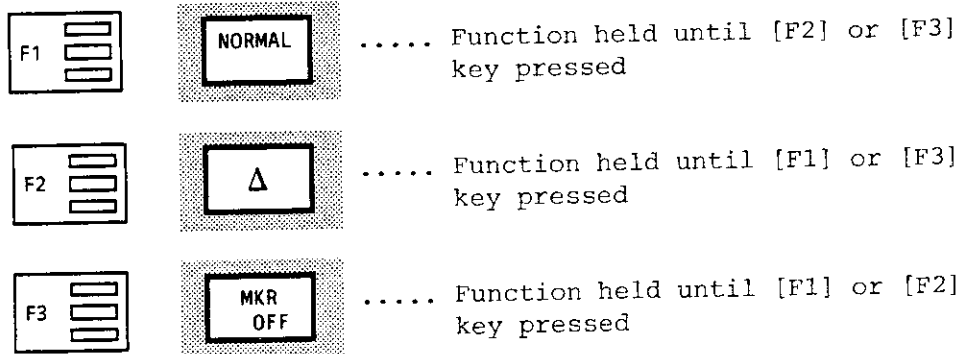 F1 NORMAL ..... Function held until [F2] or [F3]
key pressed
F2 Δ ..... Function held until [F1] or [F3]
key pressed
F3 MKR ..... Function held until [F1] or [F2]
OFF key pressed